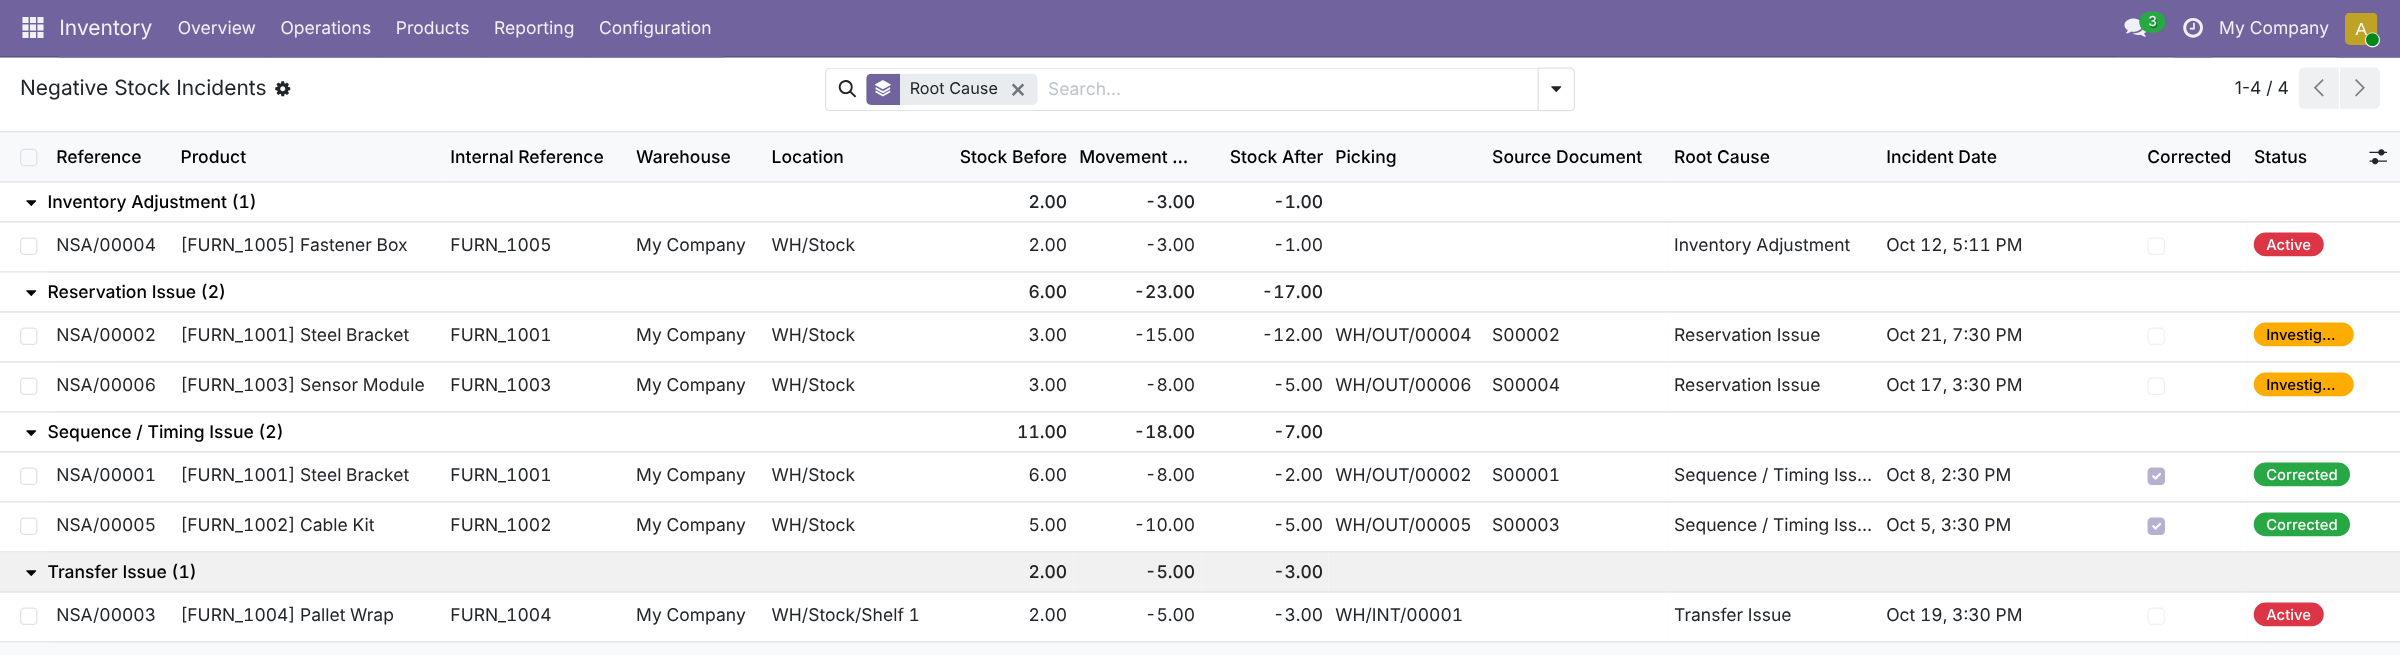 Inventory Overview Operations Products Reporting Configuration 3 My Company A
Negative Stock Incidents Root Cause Search... 1-4 / 4
Reference Product Internal Reference Warehouse Location Stock Before Movement ... Stock After Picking Source Document Root Cause Incident Date Corrected Status
Inventory Adjustment (1) 2.00 -3.00 -1.00
NSA/00004 [FURN_1005] Fastener Box FURN_1005 My Company WH/Stock 2.00 -3.00 -1.00 Inventory Adjustment Oct 12, 5:11 PM Active
Reservation Issue (2) 6.00 -23.00 -17.00
NSA/00002 [FURN_1001] Steel Bracket FURN_1001 My Company WH/Stock 3.00 -15.00 -12.00 WH/OUT/00004 S00002 Reservation Issue Oct 21, 7:30 PM Investig...
NSA/00006 [FURN_1003] Sensor Module FURN_1003 My Company WH/Stock 3.00 -8.00 -5.00 WH/OUT/00006 S00004 Reservation Issue Oct 17, 3:30 PM Investig...
Sequence / Timing Issue (2) 11.00 -18.00 -7.00
NSA/00001 [FURN_1001] Steel Bracket FURN_1001 My Company WH/Stock 6.00 -8.00 -2.00 WH/OUT/00002 S00001 Sequence / Timing Iss... Oct 8, 2:30 PM Corrected
NSA/00005 [FURN_1002] Cable Kit FURN_1002 My Company WH/Stock 5.00 -10.00 -5.00 WH/OUT/00005 S00003 Sequence / Timing Iss... Oct 5, 3:30 PM Corrected
Transfer Issue (1) 2.00 -5.00 -3.00
NSA/00003 [FURN_1004] Pallet Wrap FURN_1004 My Company WH/Stock/Shelf 1 2.00 -5.00 -3.00 WH/INT/00001 Transfer Issue Oct 19, 3:30 PM Active